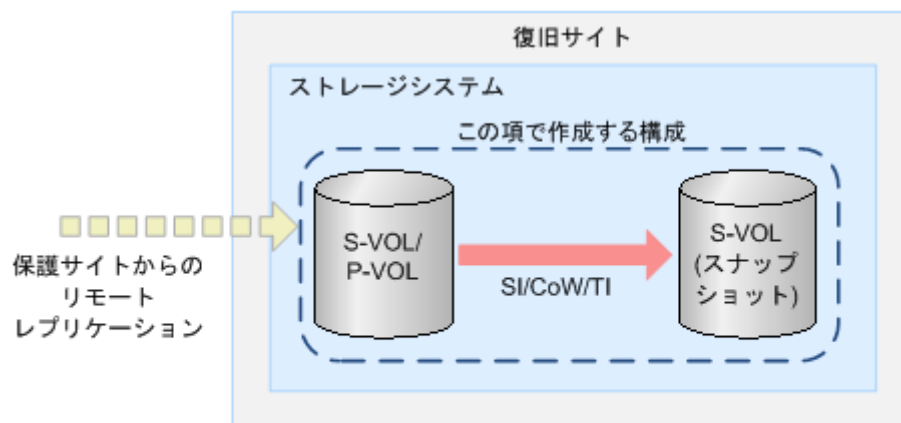 復旧サイト
ストレージシステム
この項で作成する構成
S-VOL/
P-VOL
SI/CoW/TI
S-VOL
(スナップ
ショット)
保護サイトからの
リモート
レプリケーション